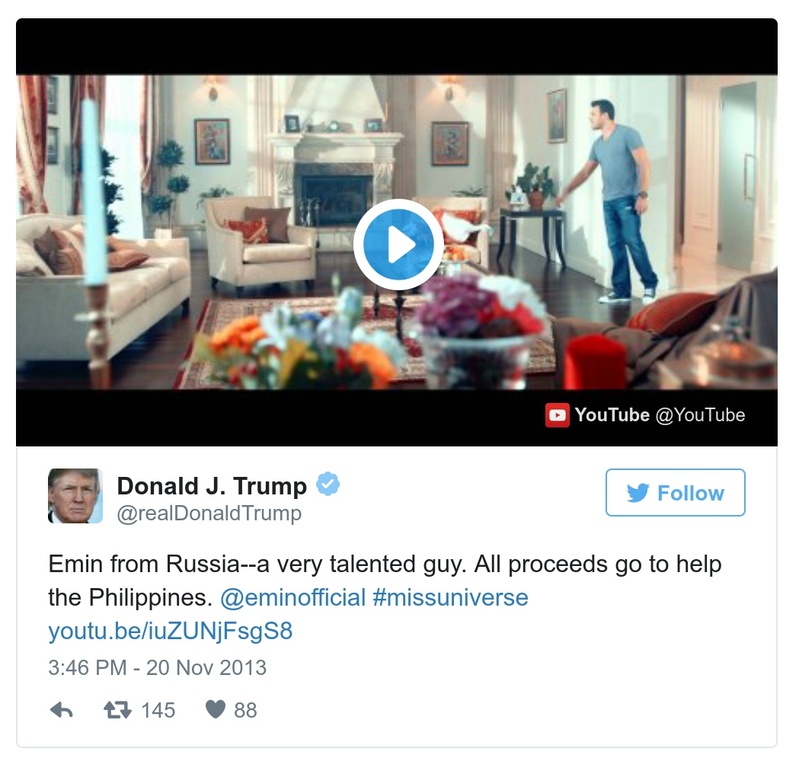 YouTube @YouTube
Donald J. Trump
@realDonaldTrump
Follow
Emin from Russia--a very talented guy. All proceeds go to help
the Philippines. @eminofficial #missuniverse
youtu.be/iuZUNjFsgS8
3:46 PM - 20 Nov 2013
145 88